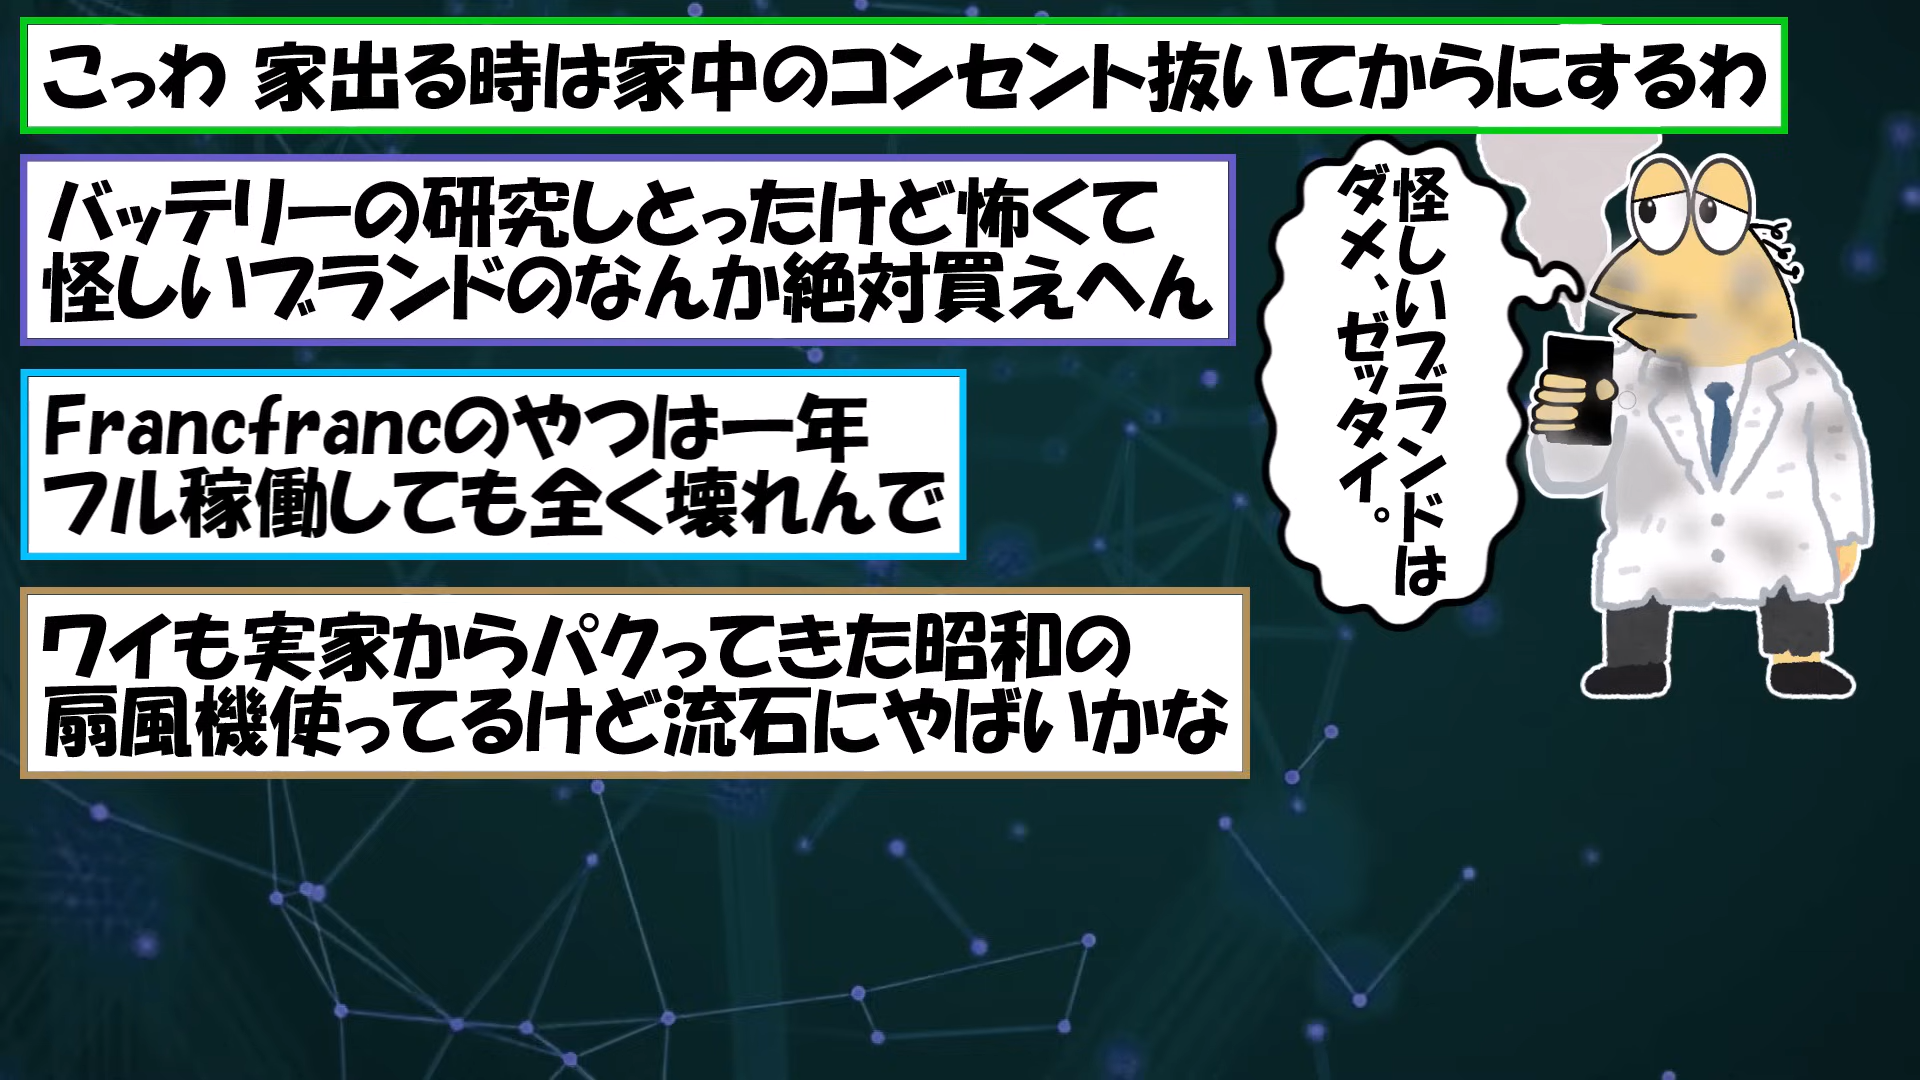 こっわ 家出る時は家中のコンセント抜いてからにするわ
バッテリーの研究しとったけど怖くて
怪しいブランドのなんか絶対買えへん
Francfrancのやつは一年
フル稼働しても全く壊れんで
ワイも実家からパクってきた昭和の
扇風機使ってるけど流石にやばいかな
怪しいブランドは
ダメ、ゼッタイ。